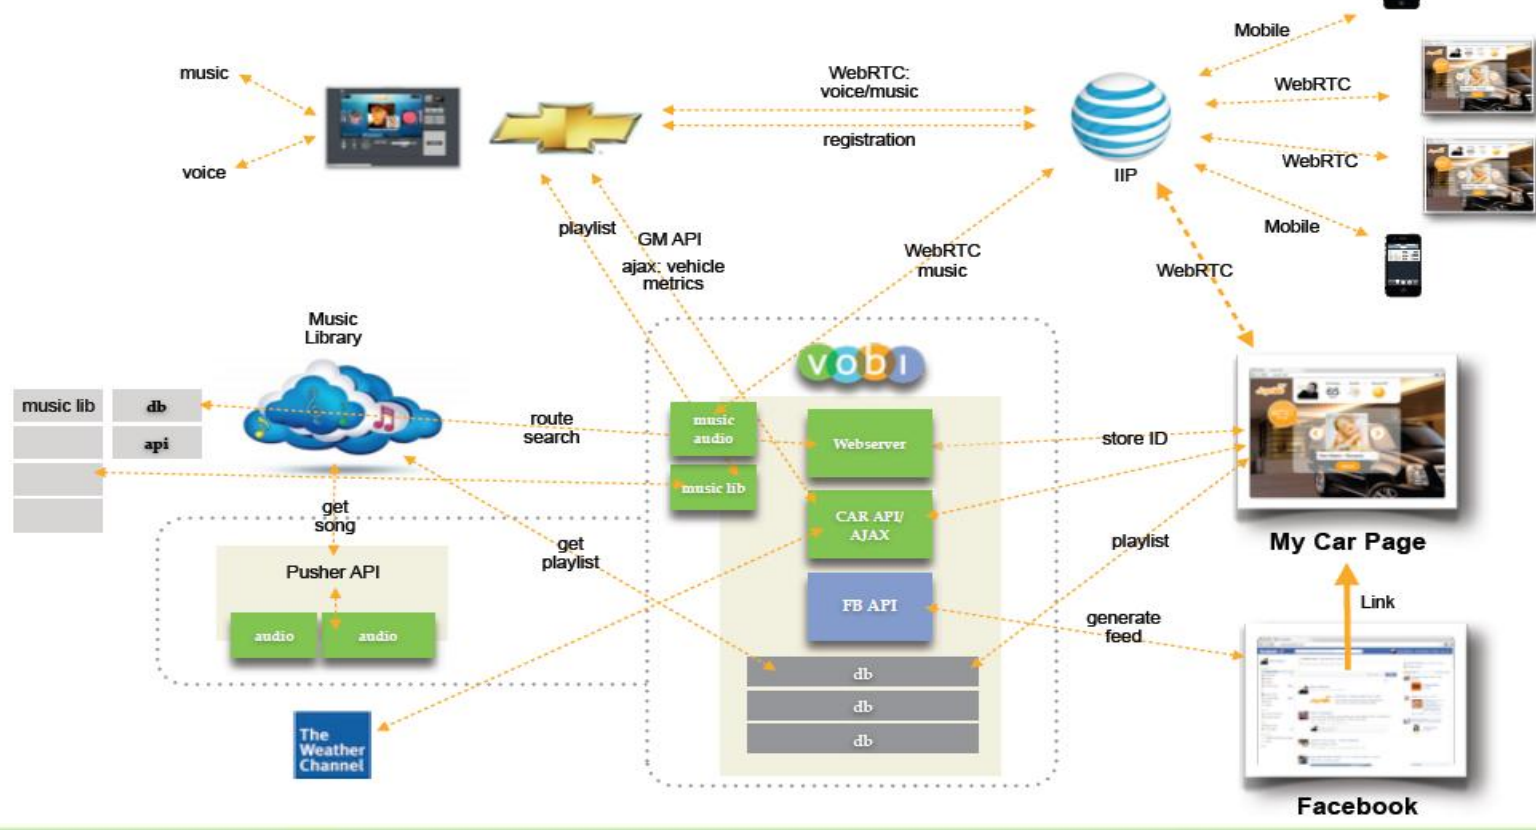 Mobile
music
WebRTC:
voice/music
WebRTC
registration
WebRTC
voice
IIP
playlist
GM API
Mobile
ajax: vehicle
metrics
WebRTC
music
WebRTC
Music
Library
vobi
music lib
db
api
route
search
music
audio
Webserver
store ID
music lib
get
song
CAR API/
AJAX
get
playlist
playlist
My Car Page
Pusher API
FB API
Link
generate
feed
audio
audio
db
db
db
The
Weather
Channel
Facebook